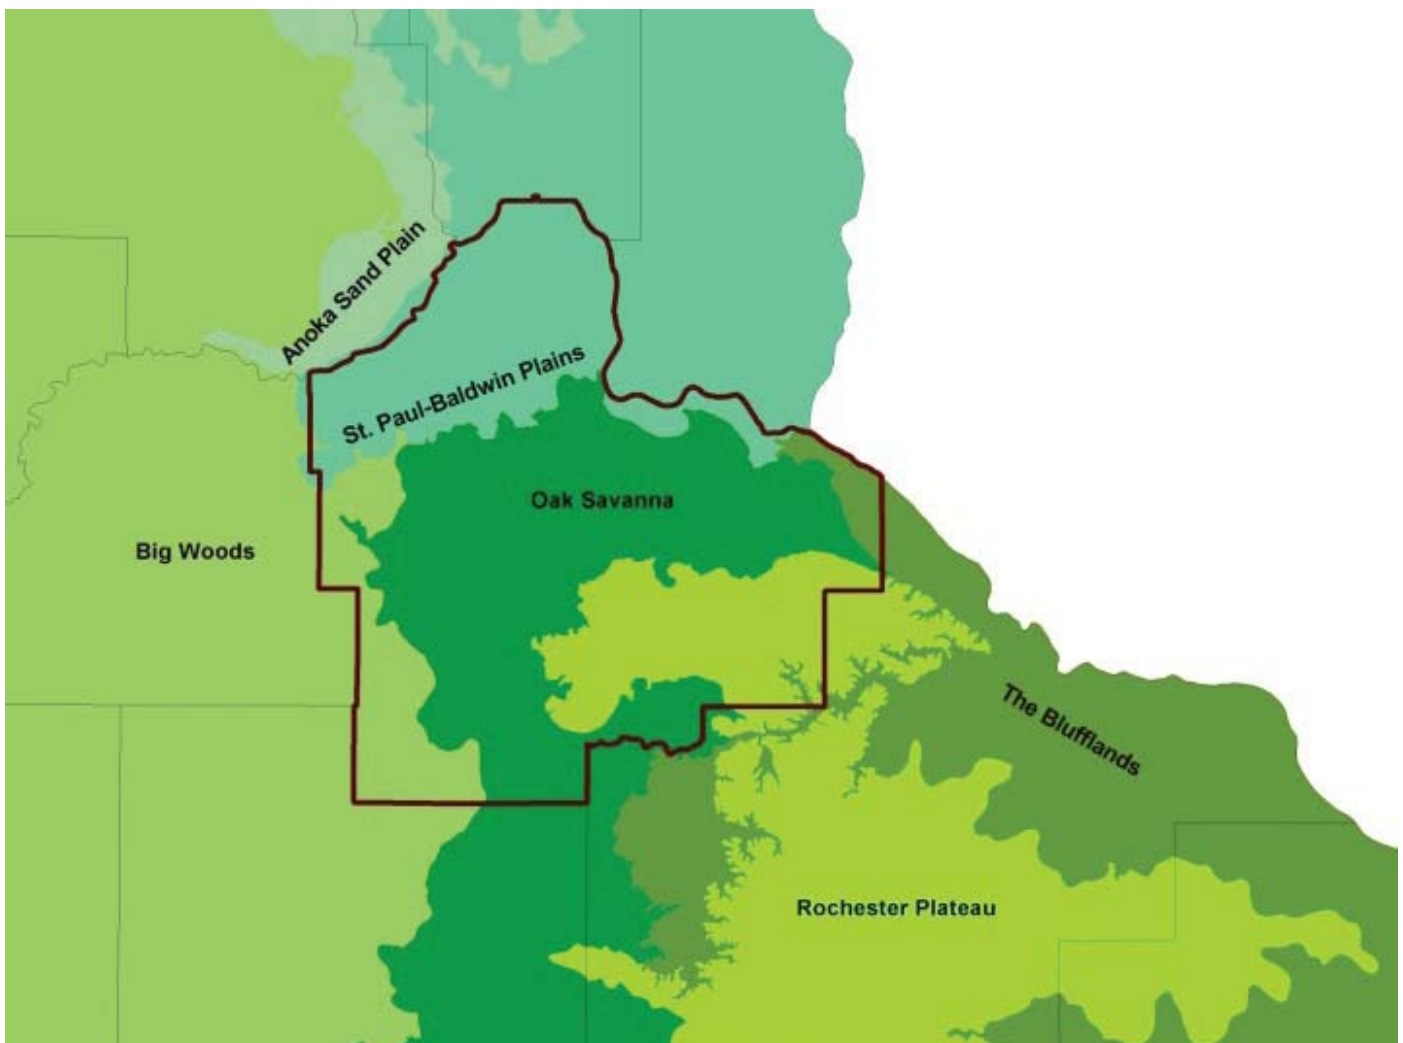 Anoka Sand Plain
St. Paul-Baldwin Plains
Oak Savanna
Big Woods
The Blufflands
Rochester Plateau